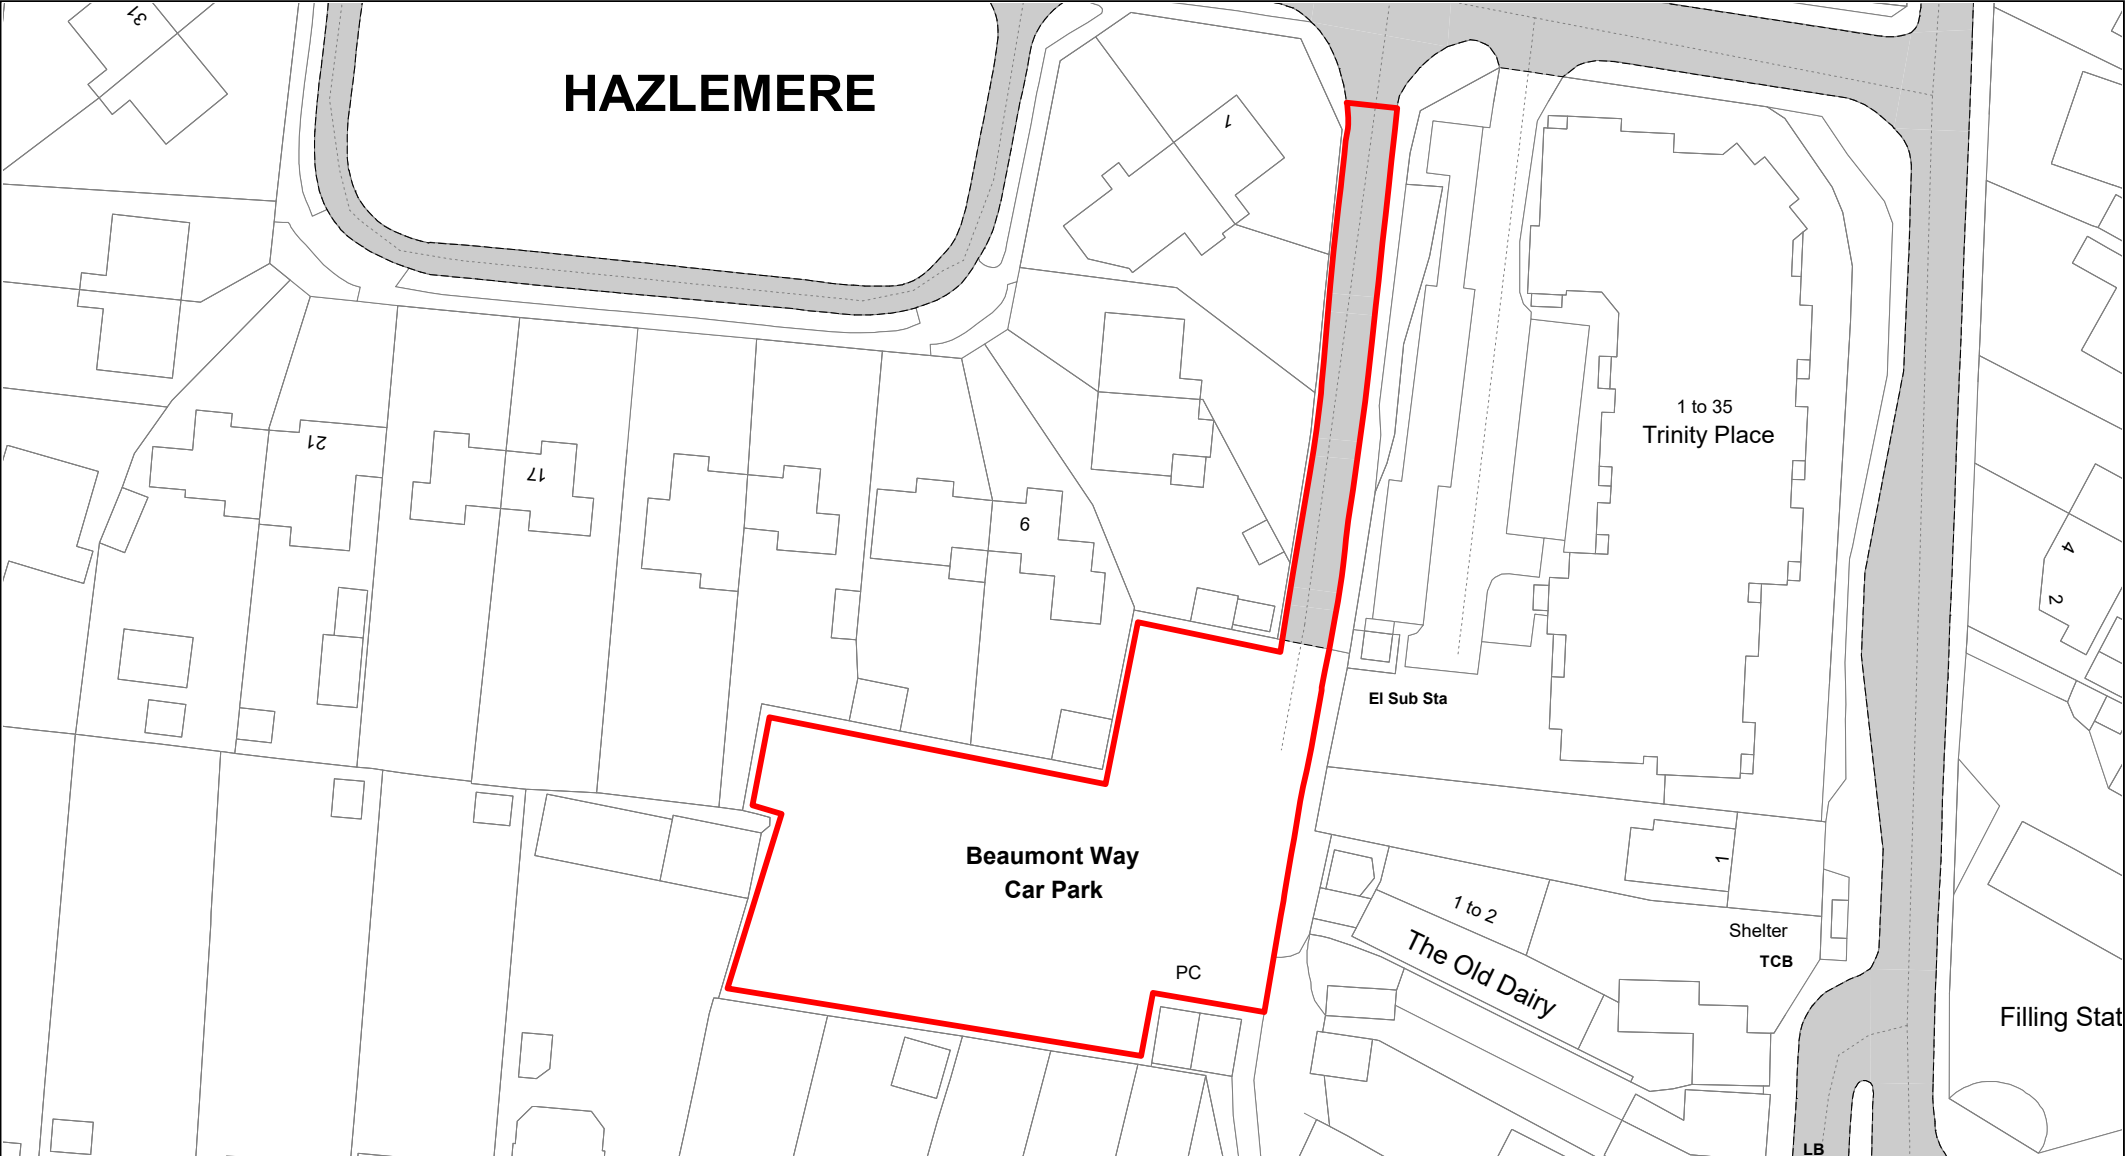 31
HAZLEMERE
1
1 to 35
Trinity Place
21
17
9
4
2
El Sub Sta
Beaumont Way
Car Park
1
1 to 2
The Old Dairy
Shelter
TCB
PC
Filling Stat
LB